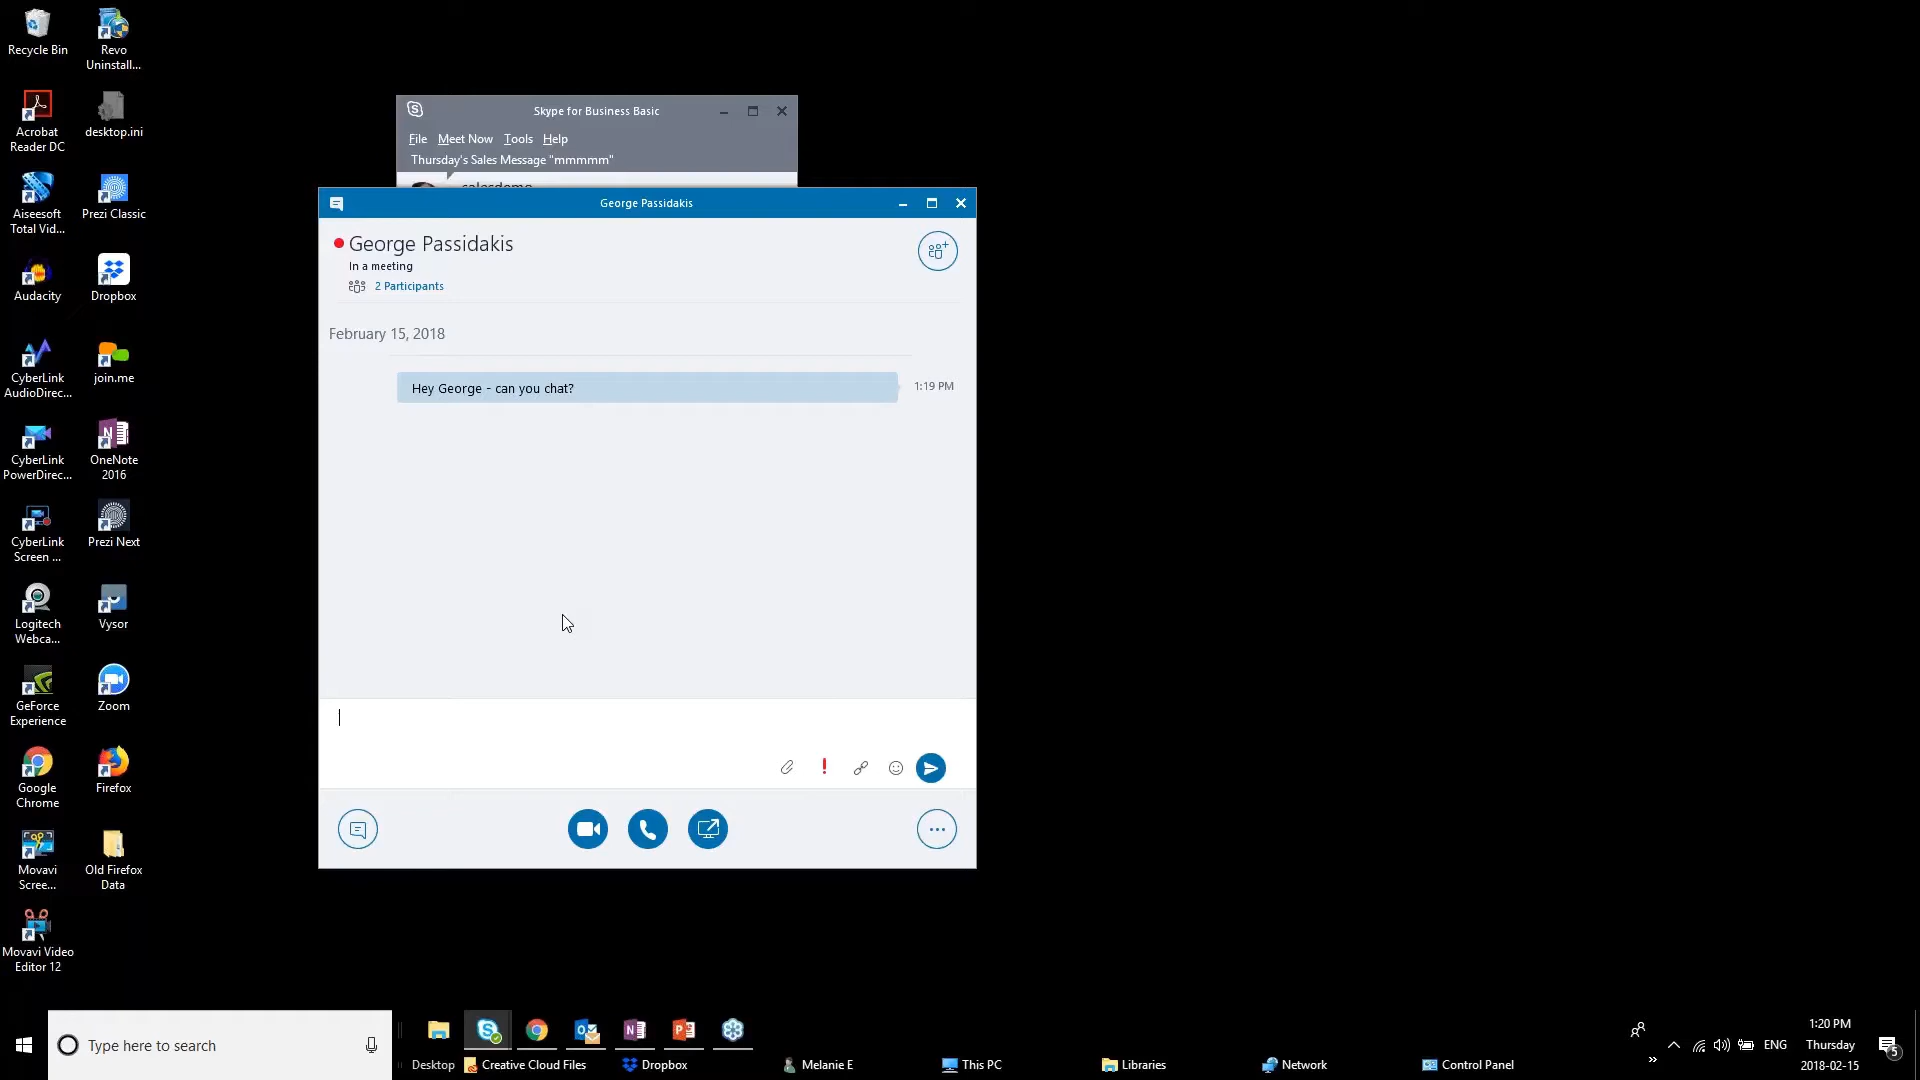 Recycle Bin
Revo
Uninstall...
Acrobat
Reader DC
desktop.ini
Aiseesoft
Total Vid...
Prezi Classic
Audacity
Dropbox
CyberLink
AudioDirec...
join.me
CyberLink
PowerDirec...
OneNote
2016
CyberLink
Screen ...
Prezi Next
Logitech
Webca...
Vysor
GeForce
Experience
Zoom
Google
Chrome
Firefox
Movavi
Scree...
Old Firefox
Data
Movavi Video
Editor 12
Skype for Business Basic
File Meet Now Tools Help
Thursday's Sales Message "mmmmm"
salesdemo
George Passidakis
George Passidakis
In a meeting
2 Participants
February 15, 2018
Hey George - can you chat?
1:19 PM
Type here to search
Desktop
Creative Cloud Files
Dropbox
Melanie E
This PC
Libraries
Network
Control Panel
ENG
1:20 PM
Thursday
2018-02-15
5